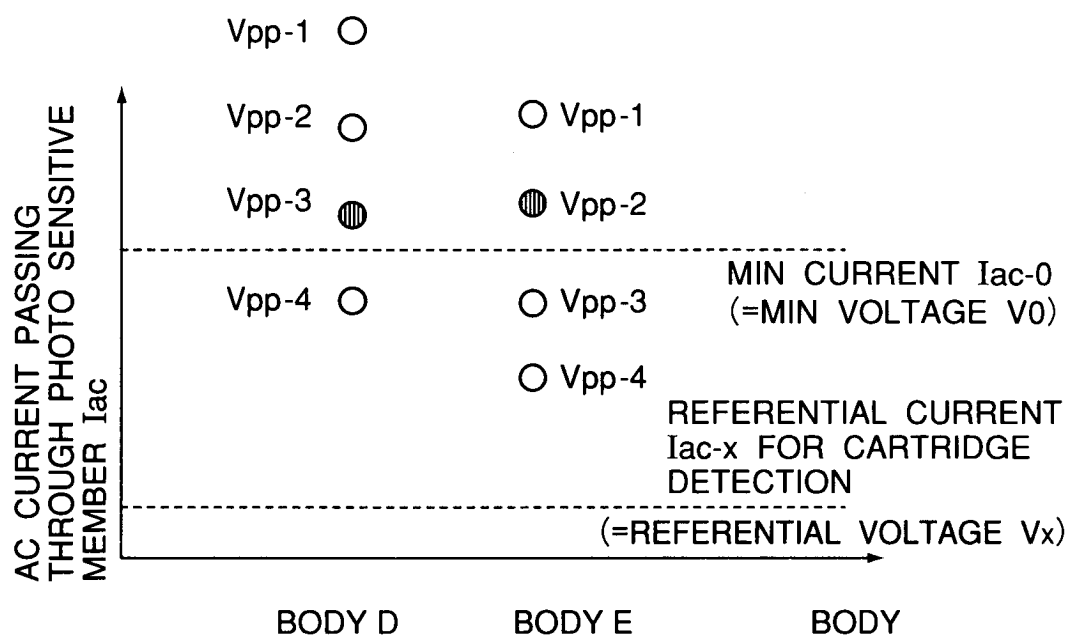 Vpp-1
Vpp-2
Vpp-3
Vpp-4
Vpp-1
Vpp-2
Vpp-3
Vpp-4
MIN CURRENT Iac-0
(=MIN VOLTAGE V0)
REFERENTIAL CURRENT
Iac-x FOR CARTRIDGE
DETECTION
(=REFERENTIAL VOLTAGE Vx)
AC CURRENT PASSING
THROUGH PHOTO SENSITIVE
MEMBER Iac
BODY D
BODY E
BODY